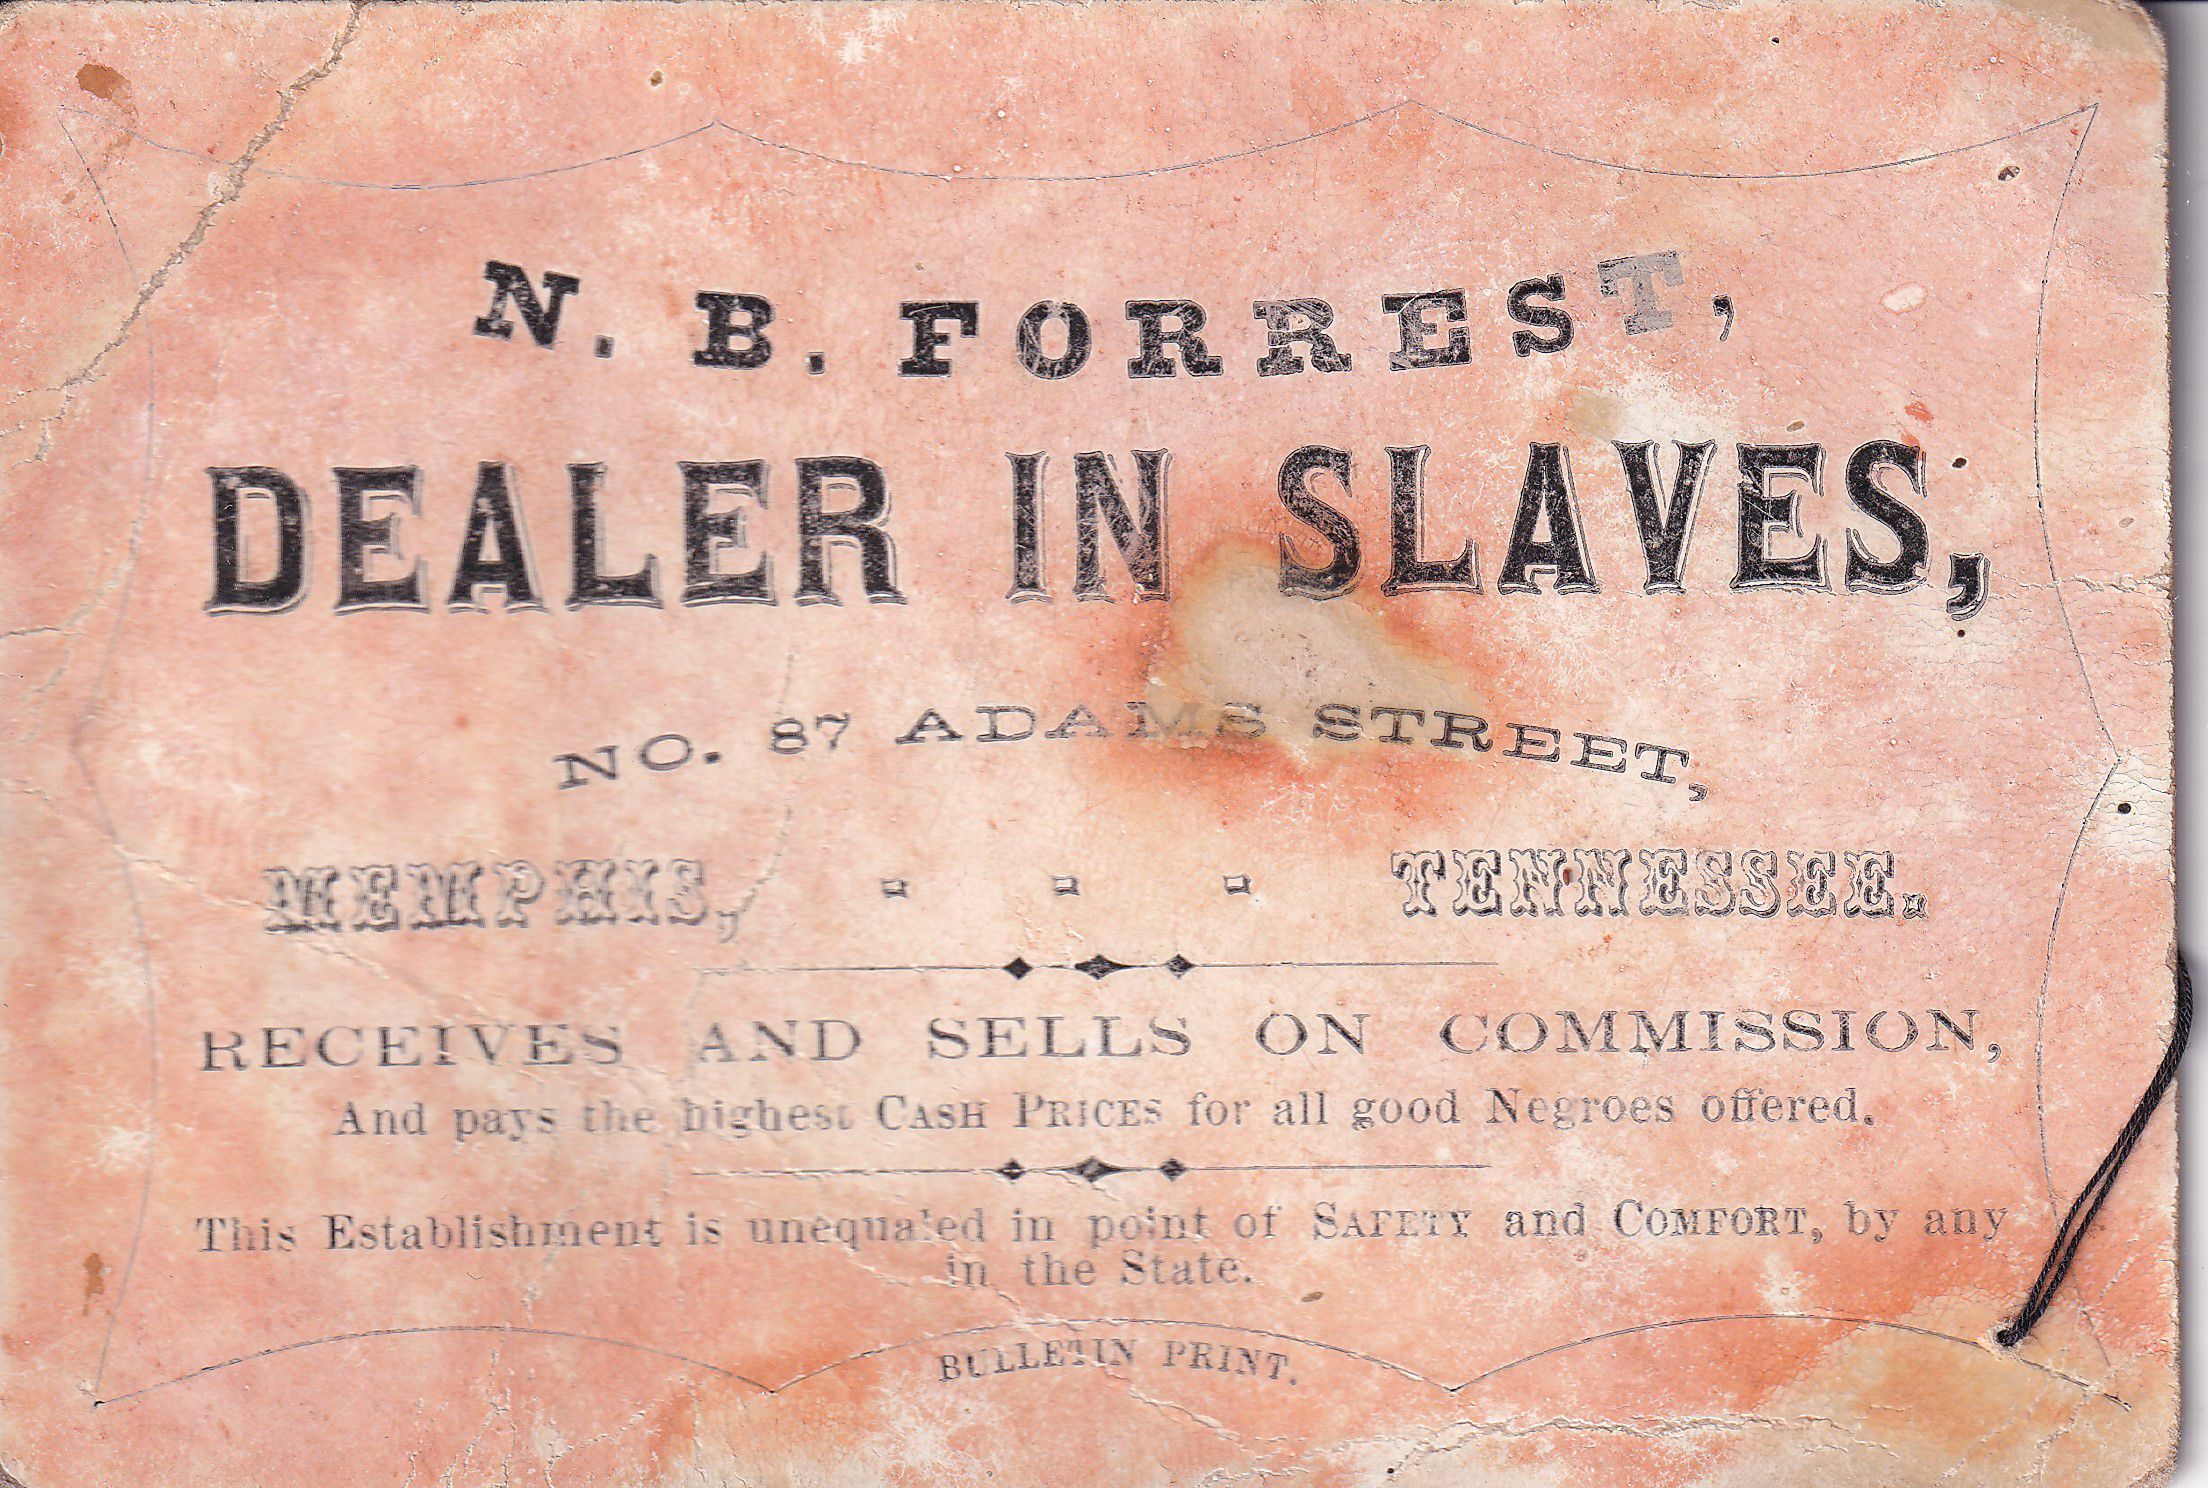 N. B. FORREST,
DEALER IN SLAVES,
NO. 87 ADAMS STREET,
MEMPHIS, - - - TENNESSEE.
RECEIVES AND SELLS ON COMMISSION,
And pays the highest CASH PRICES for all good Negroes offered.
This Establishment is unequaled in point of SAFETY and COMFORT, by any
in the State.
BULLETIN PRINT.